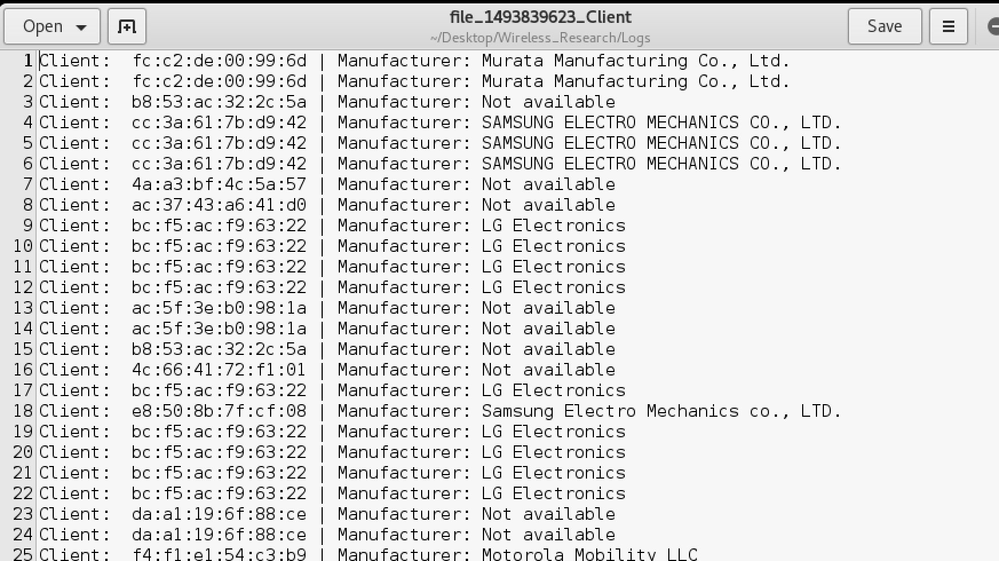 Open
file_1493839623_Client
~/Desktop/Wireless_Research/Logs
Save
1 Client:  fc:c2:de:00:99:6d | Manufacturer: Murata Manufacturing Co., Ltd.
2 Client:  fc:c2:de:00:99:6d | Manufacturer: Murata Manufacturing Co., Ltd.
3 Client:  b8:53:ac:32:2c:5a | Manufacturer: Not available
4 Client:  cc:3a:61:7b:d9:42 | Manufacturer: SAMSUNG ELECTRO MECHANICS CO., LTD.
5 Client:  cc:3a:61:7b:d9:42 | Manufacturer: SAMSUNG ELECTRO MECHANICS CO., LTD.
6 Client:  cc:3a:61:7b:d9:42 | Manufacturer: SAMSUNG ELECTRO MECHANICS CO., LTD.
7 Client:  4a:a3:bf:4c:5a:57 | Manufacturer: Not available
8 Client:  ac:37:43:a6:41:d0 | Manufacturer: Not available
9 Client:  bc:f5:ac:f9:63:22 | Manufacturer: LG Electronics
10 Client:  bc:f5:ac:f9:63:22 | Manufacturer: LG Electronics
11 Client:  bc:f5:ac:f9:63:22 | Manufacturer: LG Electronics
12 Client:  bc:f5:ac:f9:63:22 | Manufacturer: LG Electronics
13 Client:  ac:5f:3e:b0:98:1a | Manufacturer: Not available
14 Client:  ac:5f:3e:b0:98:1a | Manufacturer: Not available
15 Client:  b8:53:ac:32:2c:5a | Manufacturer: Not available
16 Client:  4c:66:41:72:f1:01 | Manufacturer: Not available
17 Client:  bc:f5:ac:f9:63:22 | Manufacturer: LG Electronics
18 Client:  e8:50:8b:7f:cf:08 | Manufacturer: Samsung Electro Mechanics co., LTD.
19 Client:  bc:f5:ac:f9:63:22 | Manufacturer: LG Electronics
20 Client:  bc:f5:ac:f9:63:22 | Manufacturer: LG Electronics
21 Client:  bc:f5:ac:f9:63:22 | Manufacturer: LG Electronics
22 Client:  bc:f5:ac:f9:63:22 | Manufacturer: LG Electronics
23 Client:  da:a1:19:6f:88:ce | Manufacturer: Not available
24 Client:  da:a1:19:6f:88:ce | Manufacturer: Not available
25 Client:  f4:f1:e1:54:c3:b9 | Manufacturer: Motorola Mobility LLC